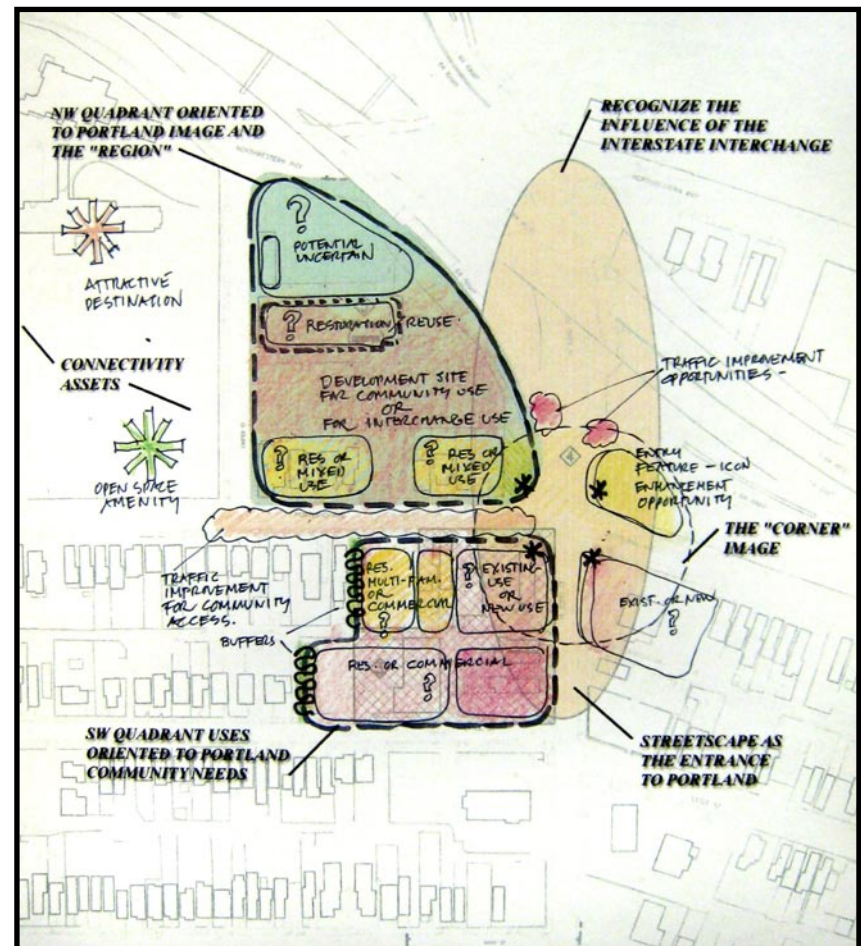 NW QUADRANT ORIENTED
TO PORTLAND IMAGE AND
THE "REGION"
RECOGNIZE THE
INFLUENCE OF THE
INTERSTATE INTERCHANGE
?
POTENTIAL
UNCERTAIN
ATTRACTIVE
DESTINATION
? RESTORATION/REUSE.
CONNECTIVITY
ASSETS
TRAFFIC IMPROVEMENT
OPPORTUNITIES -
DEVELOPMENT SITE
FOR COMMUNITY USE
OR
FOR INTERCHANGE USE
? RES OR
MIXED
USE
? RES OR
MIXED
USE
ENTRY
FEATURE - ICON
ENHANCEMENT
OPPORTUNITY
OPEN SPACE
AMENITY
THE "CORNER"
IMAGE
TRAFFIC
IMPROVEMENT
FOR COMMUNITY
ACCESS.
RES.
MULTI-FAM.
OR
COMMERCIAL
?
? EXISTING
USE
OR
NEW USE
EXIST. OR NEW
?
BUFFERS
RES. OR COMMERCIAL
?
SW QUADRANT USES
ORIENTED TO PORTLAND
COMMUNITY NEEDS
STREETSCAPE AS
THE ENTRANCE
TO PORTLAND